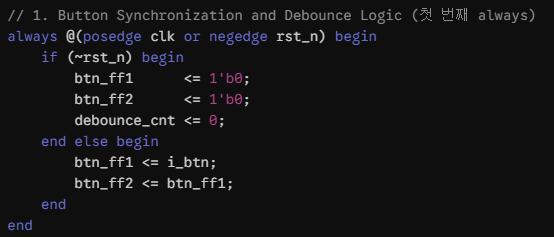 // 1. Button Synchronization and Debounce Logic (첫 번째 always)
always @(posedge clk or negedge rst_n) begin
    if (~rst_n) begin
        btn_ff1      <= 1'b0;
        btn_ff2      <= 1'b0;
        debounce_cnt <= 0;
    end else begin
        btn_ff1 <= i_btn;
        btn_ff2 <= btn_ff1;
    end
end